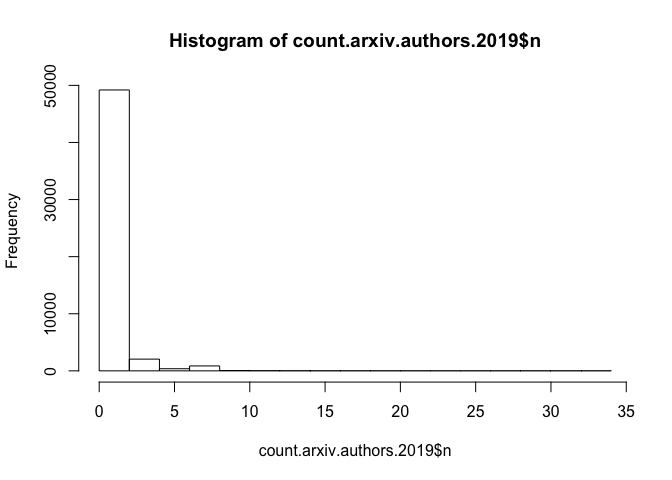 Histogram of count.arxiv.authors.2019$n
Frequency
50000
30000
10000
0
0 5 10 15 20 25 30 35
count.arxiv.authors.2019$n